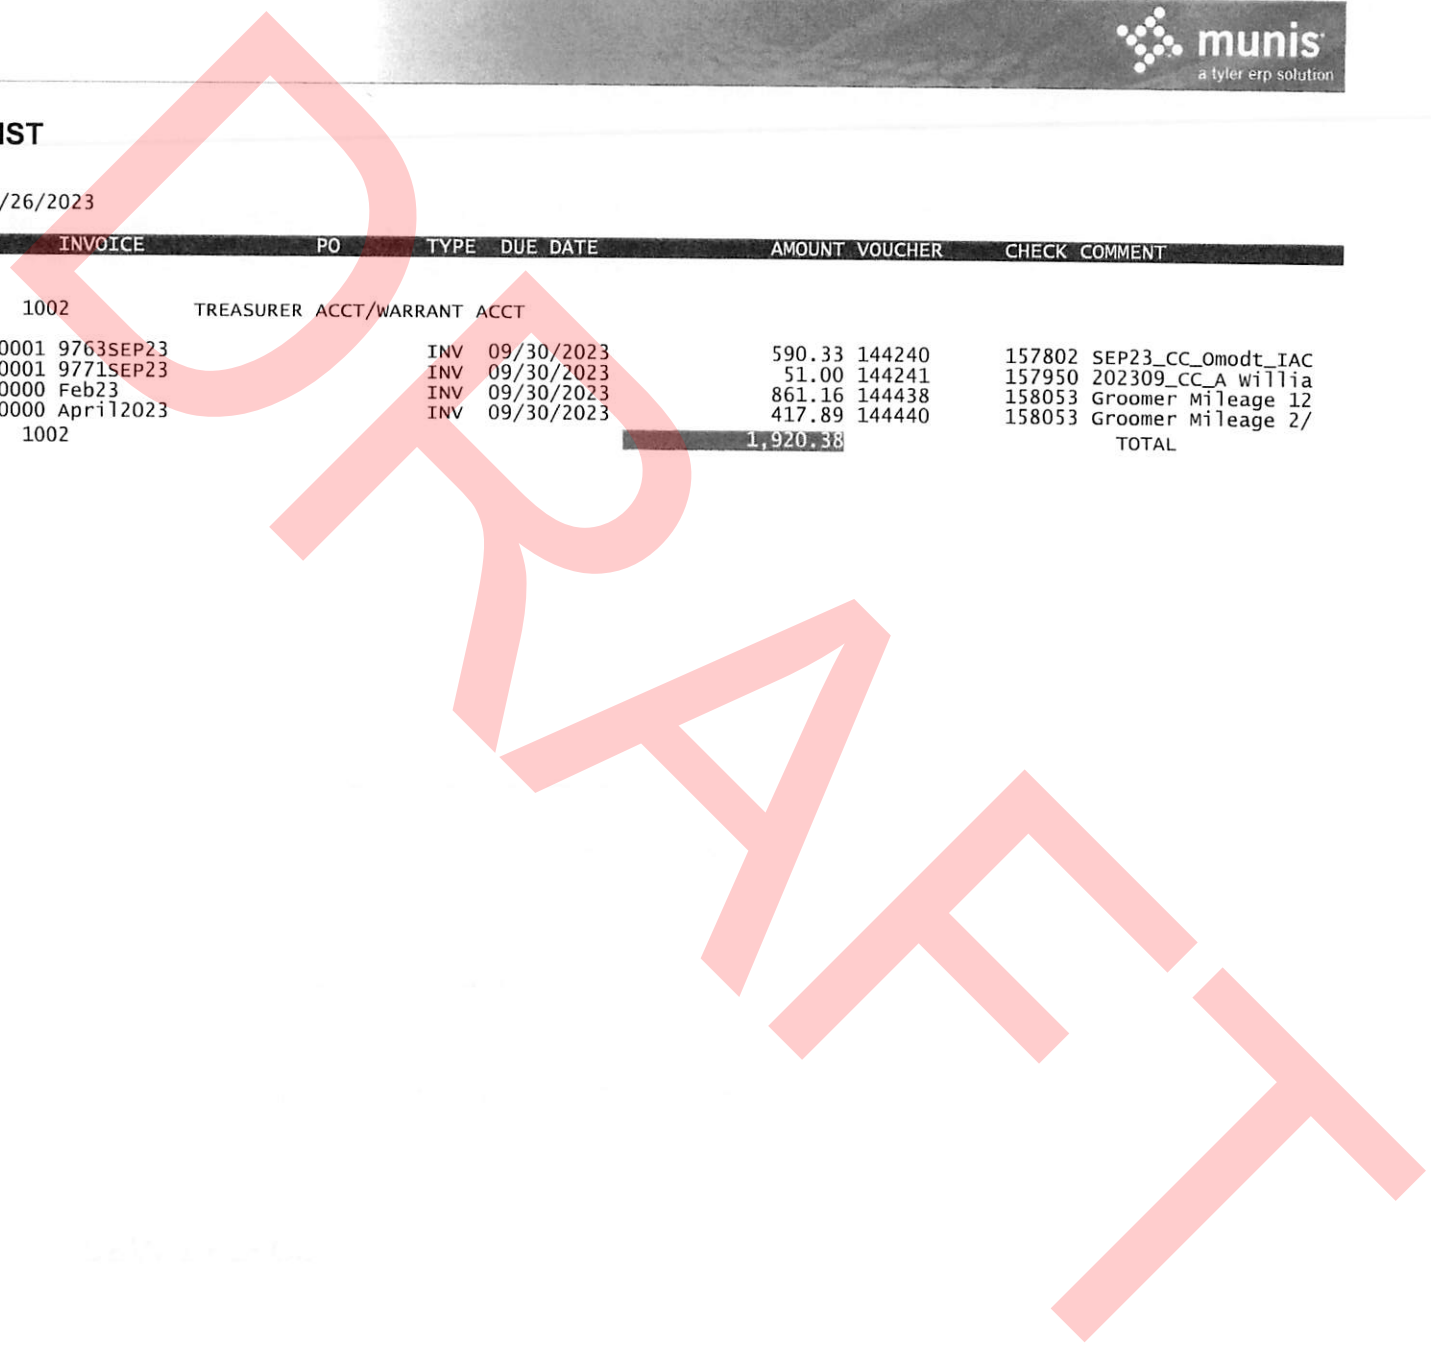 munis
a tyler erp solution
IST
/26/2023
INVOICE PO TYPE DUE DATE AMOUNT VOUCHER CHECK COMMENT
1002 TREASURER ACCT/WARRANT ACCT
0001 9763SEP23 INV 09/30/2023 590.33 144240 157802 SEP23_CC_Omodt_IAC
0001 9771SEP23 INV 09/30/2023 51.00 144241 157950 202309_CC_A Willia
0000 Feb23 INV 09/30/2023 861.16 144438 158053 Groomer Mileage 12
0000 April2023 INV 09/30/2023 417.89 144440 158053 Groomer Mileage 2/
1002 1,920.38 TOTAL
DRAFT